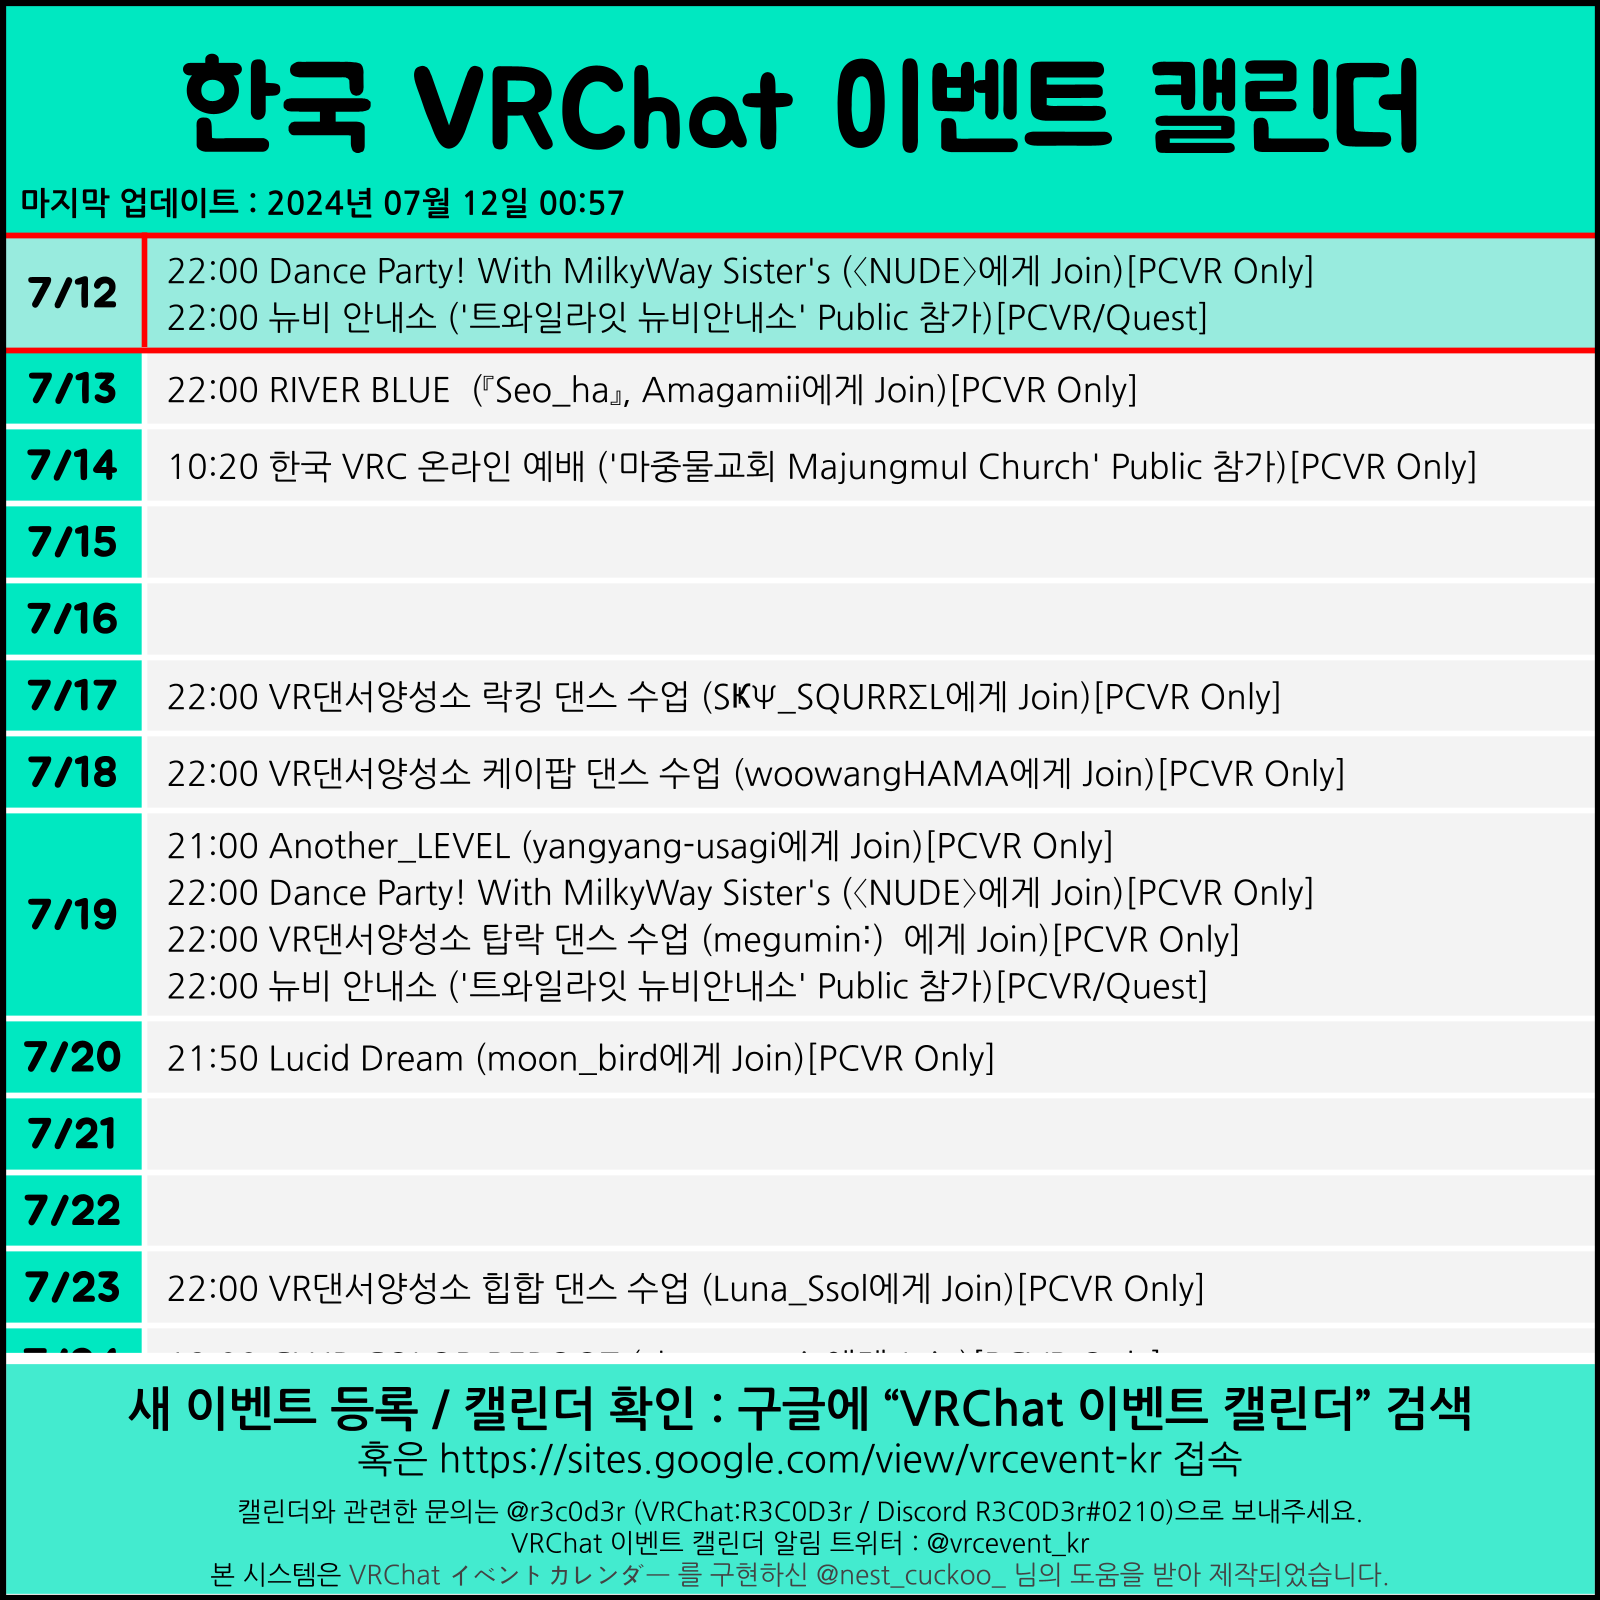 한국 VRChat 이벤트 캘린더
마지막 업데이트 : 2024년 07월 12일 00:57
7/12
22:00 Dance Party! With MilkyWay Sister's (〈NUDE〉에게 Join)[PCVR Only]
22:00 뉴비 안내소 ('트와일라잇 뉴비안내소' Public 참가)[PCVR/Quest]
7/13
22:00 RIVER BLUE  (『Seo_ha』, Amagamii에게 Join)[PCVR Only]
7/14
10:20 한국 VRC 온라인 예배 ('마중물교회 Majungmul Church' Public 참가)[PCVR Only]
7/15
7/16
7/17
22:00 VR댄서양성소 락킹 댄스 수업 (SҜΨ_SQURRΣL에게 Join)[PCVR Only]
7/18
22:00 VR댄서양성소 케이팝 댄스 수업 (woowangHAMA에게 Join)[PCVR Only]
7/19
21:00 Another_LEVEL (yangyang-usagi에게 Join)[PCVR Only]
22:00 Dance Party! With MilkyWay Sister's (〈NUDE〉에게 Join)[PCVR Only]
22:00 VR댄서양성소 탑락 댄스 수업 (megumin:)  에게 Join)[PCVR Only]
22:00 뉴비 안내소 ('트와일라잇 뉴비안내소' Public 참가)[PCVR/Quest]
7/20
21:50 Lucid Dream (moon_bird에게 Join)[PCVR Only]
7/21
7/22
7/23
22:00 VR댄서양성소 힙합 댄스 수업 (Luna_Ssol에게 Join)[PCVR Only]
새 이벤트 등록 / 캘린더 확인 : 구글에 “VRChat 이벤트 캘린더” 검색
혹은 https://sites.google.com/view/vrcevent-kr 접속
캘린더와 관련한 문의는 @r3c0d3r (VRChat:R3C0D3r / Discord R3C0D3r#0210)으로 보내주세요.
VRChat 이벤트 캘린더 알림 트위터 : @vrcevent_kr
본 시스템은 VRChat イベントカレンダー 를 구현하신 @nest_cuckoo_ 님의 도움을 받아 제작되었습니다.